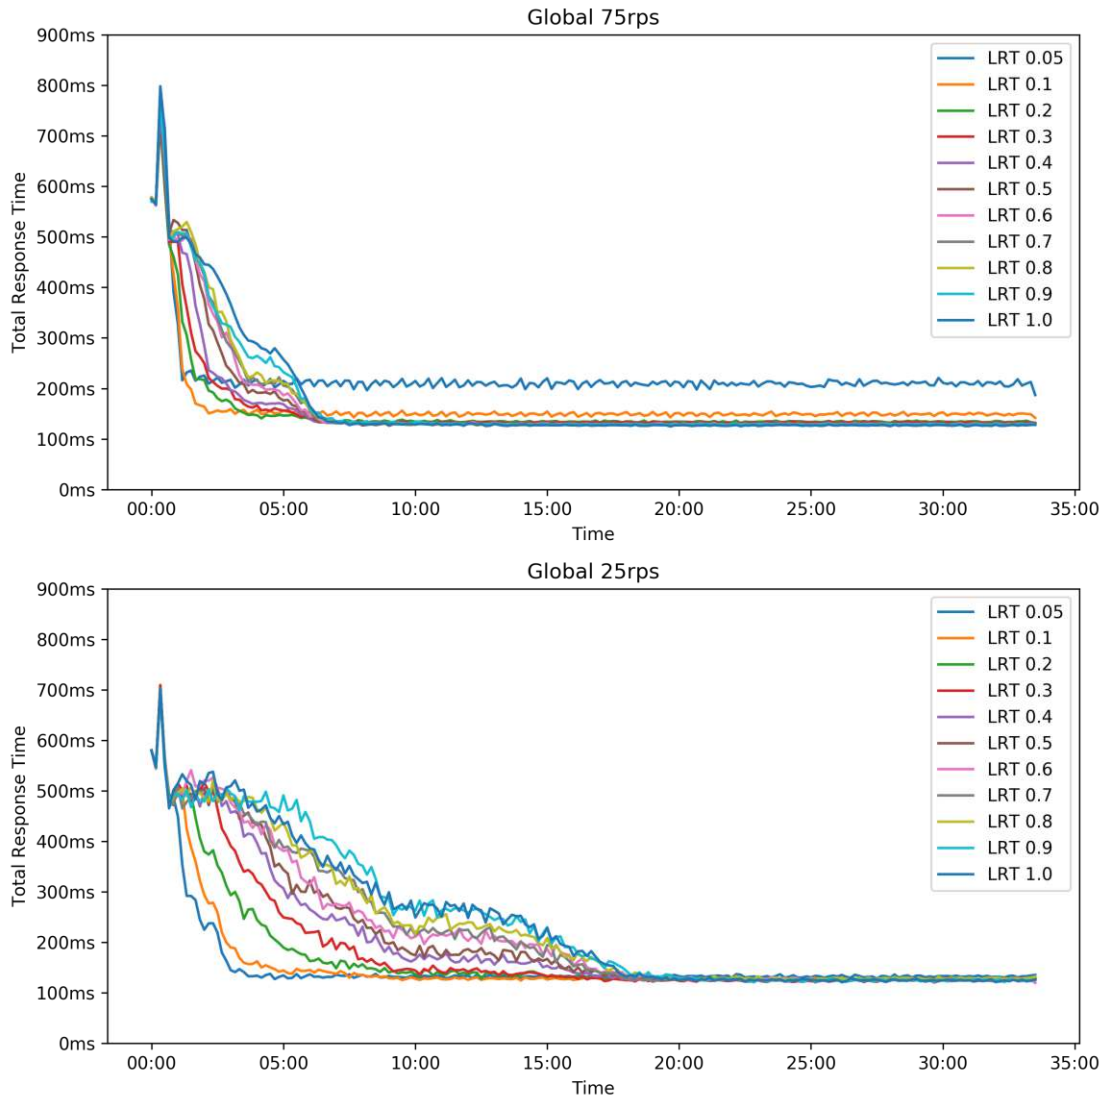 Global 75rps
900ms
800ms
700ms
600ms
500ms
400ms
300ms
200ms
100ms
0ms
Total Response Time
LRT 0.05
LRT 0.1
LRT 0.2
LRT 0.3
LRT 0.4
LRT 0.5
LRT 0.6
LRT 0.7
LRT 0.8
LRT 0.9
LRT 1.0
00:00 05:00 10:00 15:00 20:00 25:00 30:00 35:00
Time
Global 25rps
900ms
800ms
700ms
600ms
500ms
400ms
300ms
200ms
100ms
0ms
Total Response Time
LRT 0.05
LRT 0.1
LRT 0.2
LRT 0.3
LRT 0.4
LRT 0.5
LRT 0.6
LRT 0.7
LRT 0.8
LRT 0.9
LRT 1.0
00:00 05:00 10:00 15:00 20:00 25:00 30:00 35:00
Time